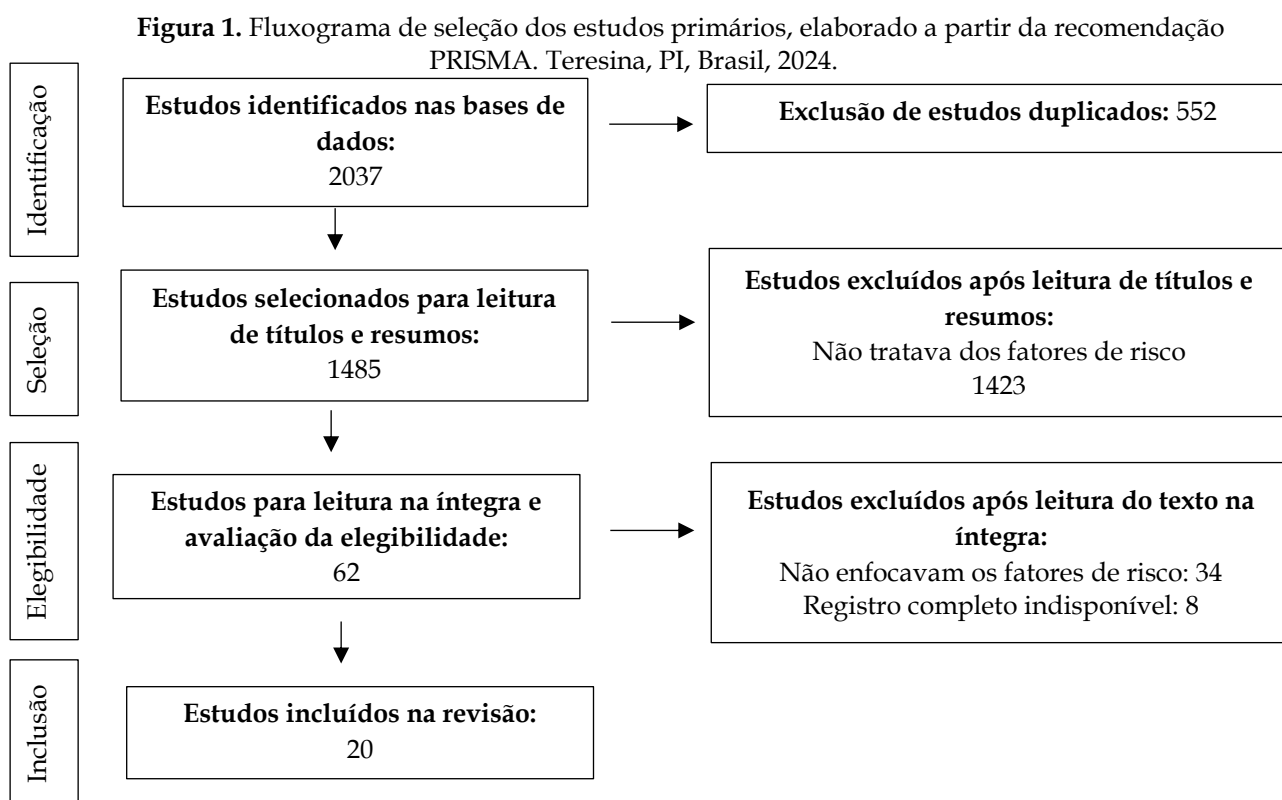 Figura 1. Fluxograma de seleção dos estudos primários, elaborado a partir da recomendação
PRISMA. Teresina, PI, Brasil, 2024.
Identificação
Estudos identificados nas bases de
dados:
2037
Exclusão de estudos duplicados: 552
Seleção
Estudos selecionados para leitura
de títulos e resumos:
1485
Estudos excluídos após leitura de títulos e
resumos:
Não tratava dos fatores de risco
1423
Elegibilidade
Estudos para leitura na íntegra e
avaliação da elegibilidade:
62
Estudos excluídos após leitura do texto na
íntegra:
Não enfocavam os fatores de risco: 34
Registro completo indisponível: 8
Inclusão
Estudos incluídos na revisão:
20